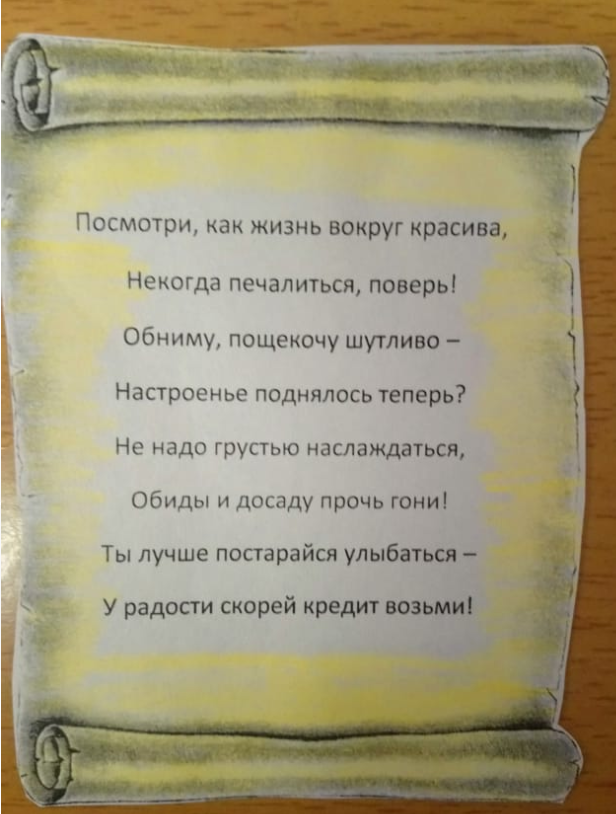 Посмотри, как жизнь вокруг красива,
Некогда печалиться, поверь!
Обниму, пощекочу шутливо –
Настроенье поднялось теперь?
Не надо грустью наслаждаться,
Обиды и досаду прочь гони!
Ты лучше постарайся улыбаться –
У радости скорей кредит возьми!